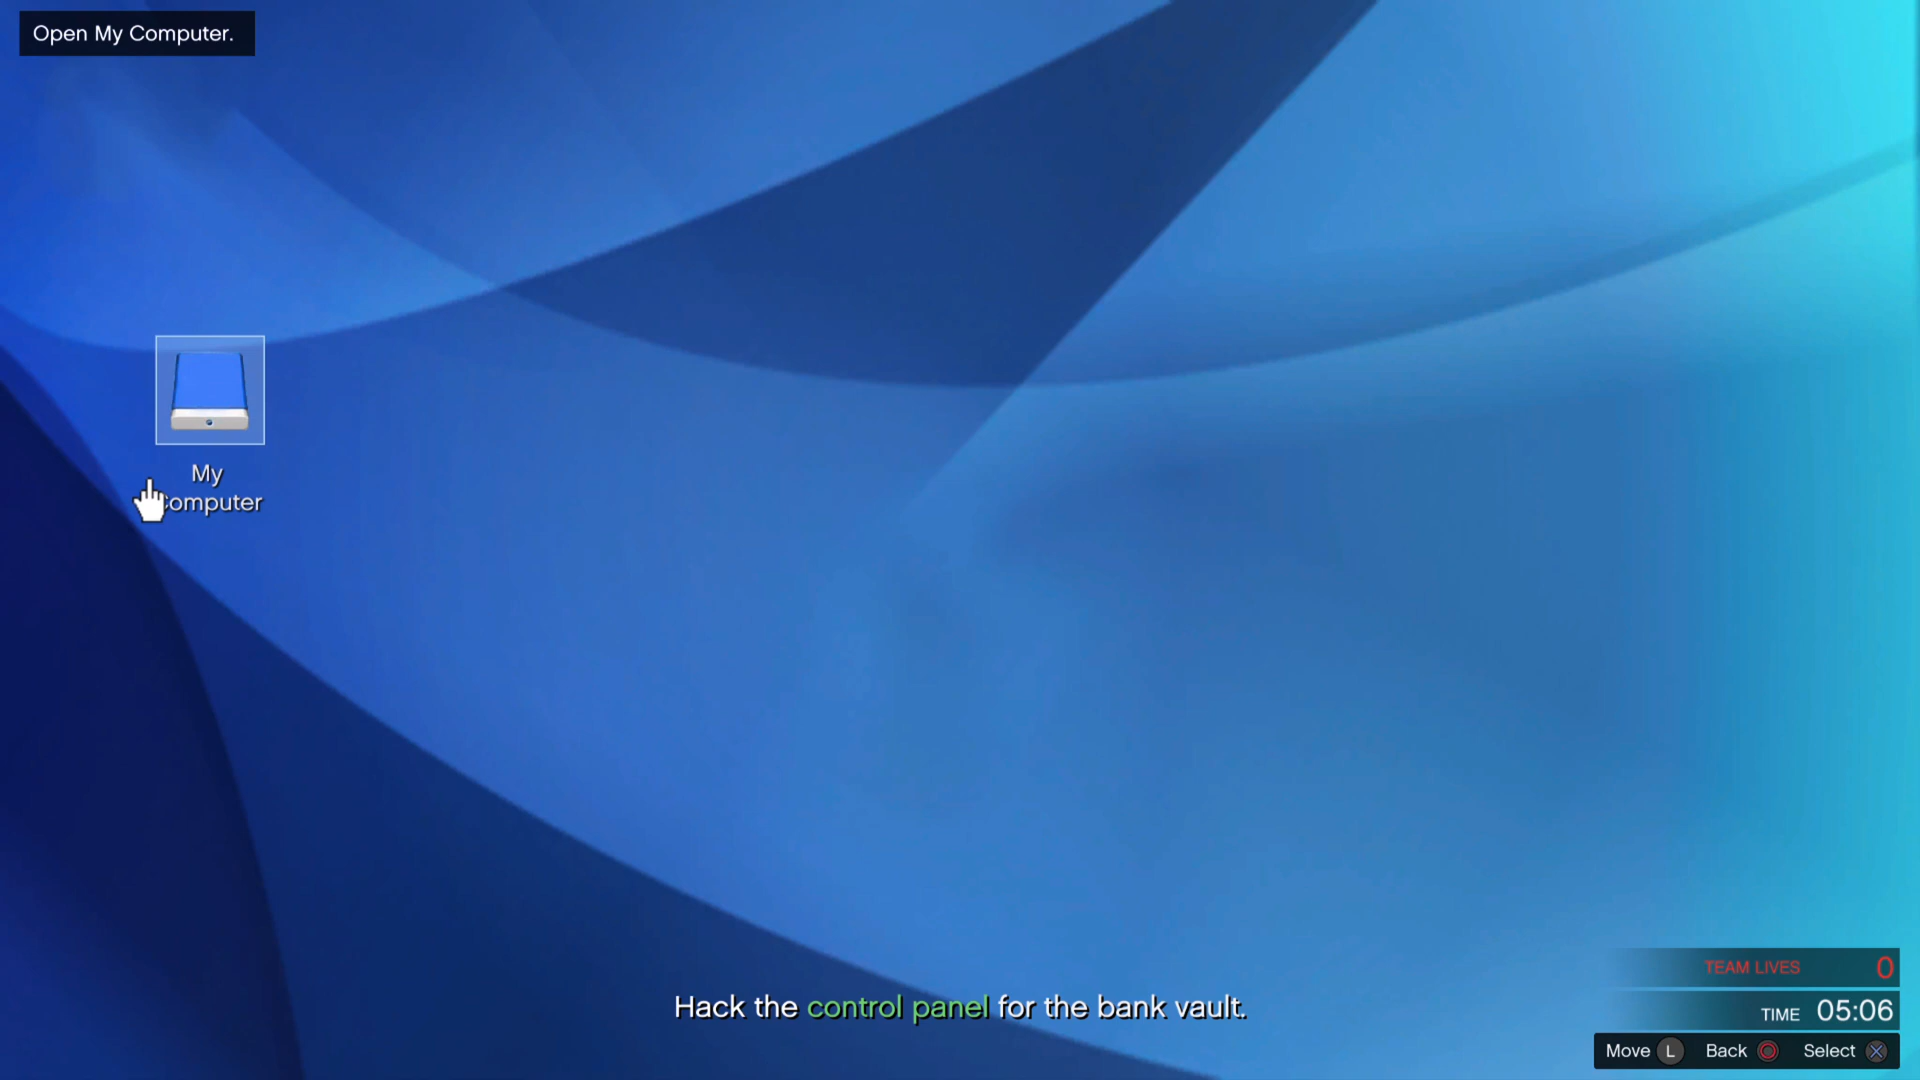 Open My Computer.
My
Computer
Hack the control panel for the bank vault.
TEAM LIVES 0
TIME 05:06
Move L Back Select